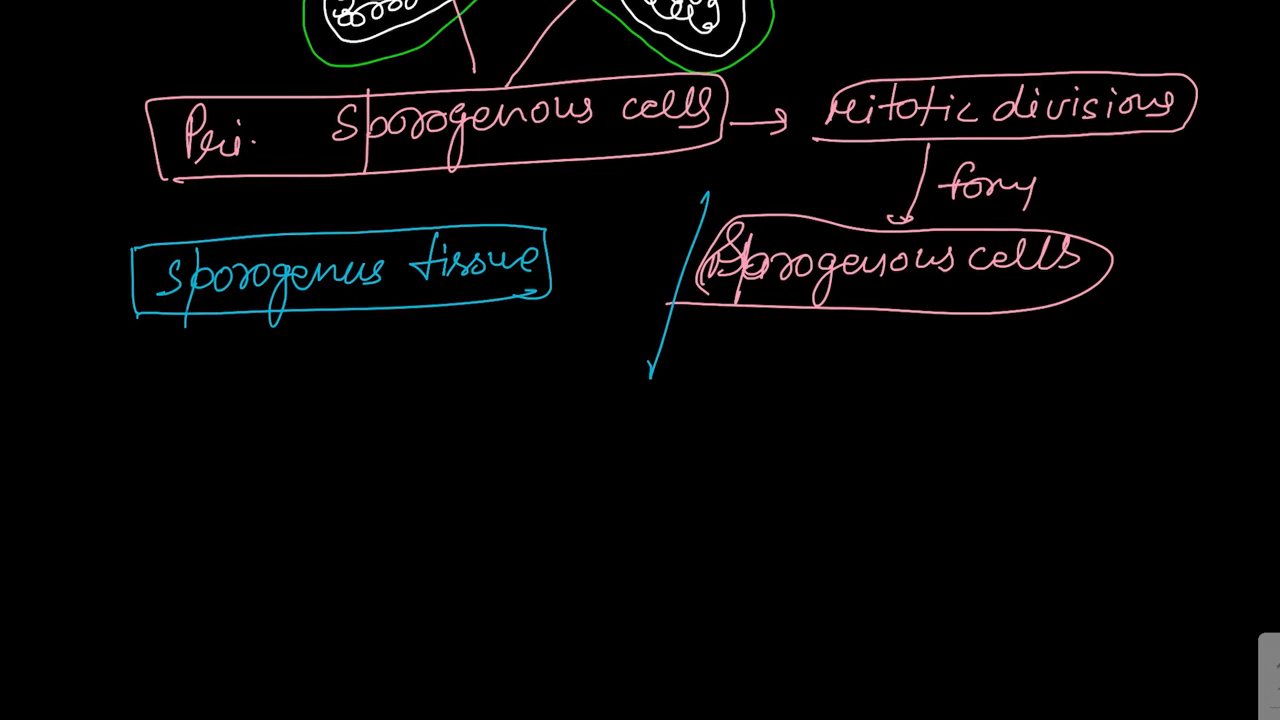 Pri. Sporogenous cells → mitotic divisions
form
Sporogenus tissue
Sporogenous cells